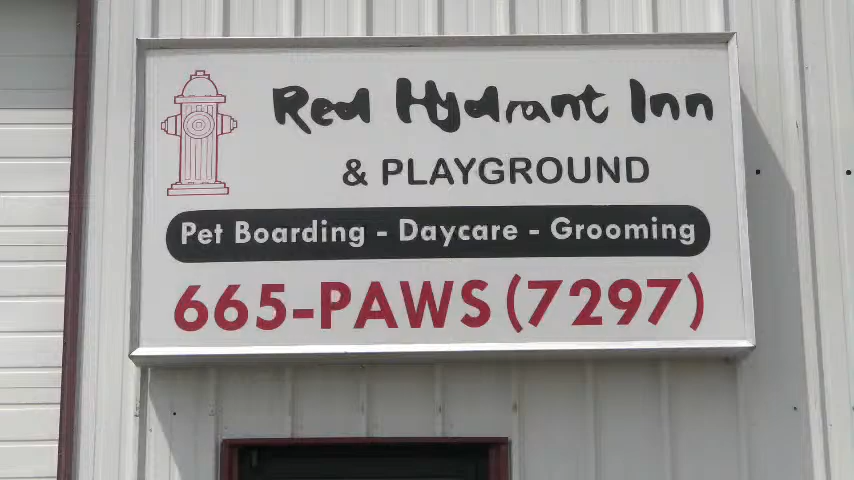 Red Hydrant Inn
& PLAYGROUND
Pet Boarding - Daycare - Grooming
665-PAWS (7297)